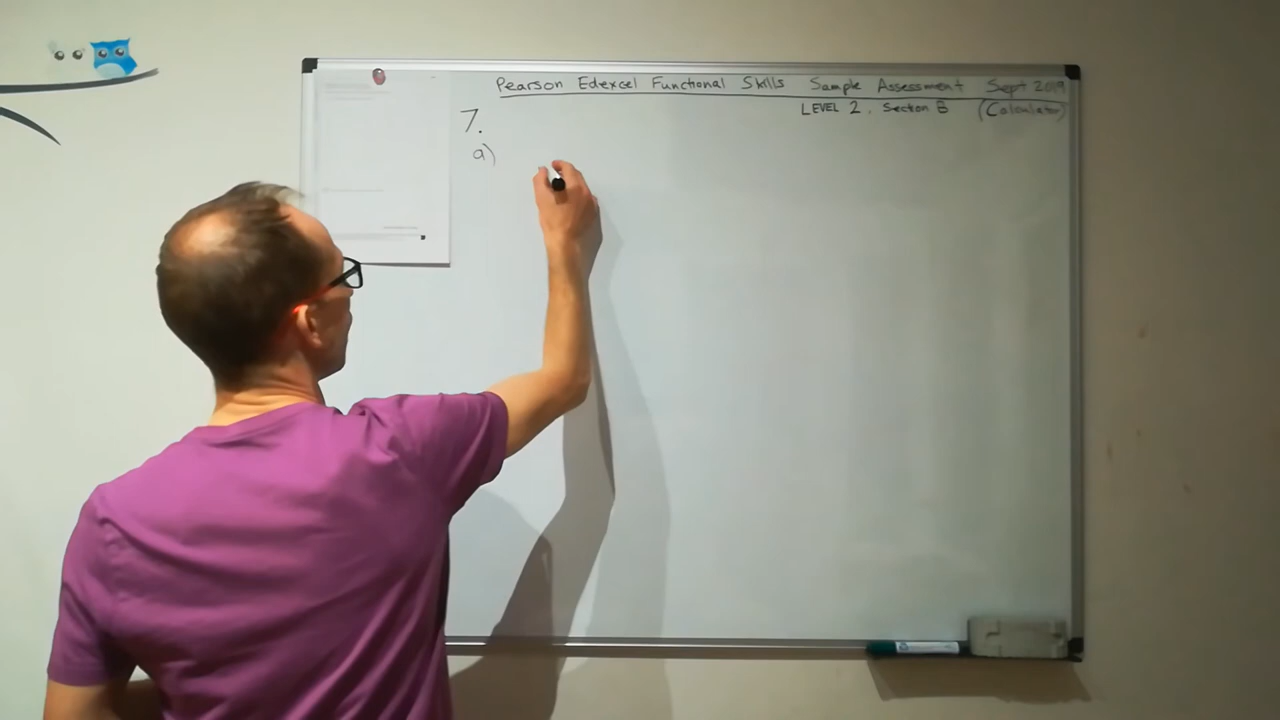 Pearson Edexcel Functional Skills Sample Assessment Sept 2019
LEVEL 2, Section B (Calculator)
7.
a)